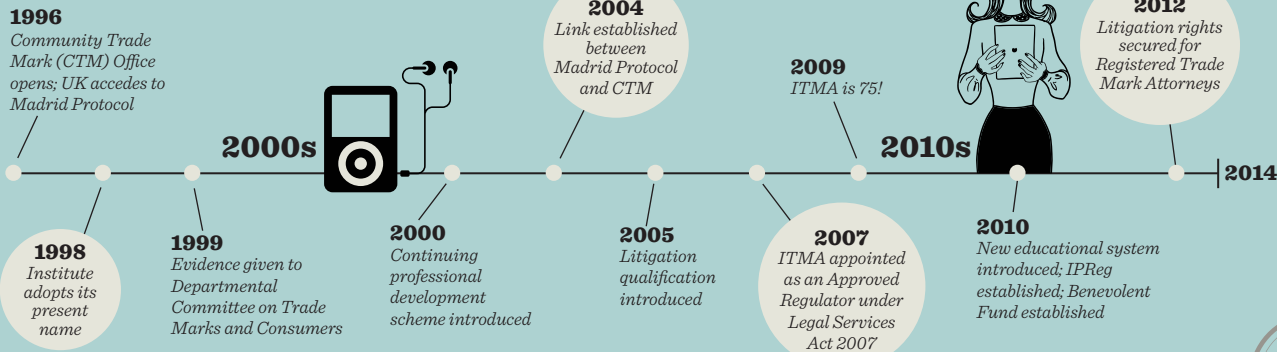 1996
Community Trade
Mark (CTM) Office
opens; UK accedes to
Madrid Protocol
1998
Institute
adopts its
present
name
1999
Evidence given to
Departmental
Committee on Trade
Marks and Consumers
2000s
2000
Continuing
professional
development
scheme introduced
2004
Link established
between
Madrid Protocol
and CTM
2005
Litigation
qualification
introduced
2007
ITMA appointed
as an Approved
Regulator under
Legal Services
Act 2007
2009
ITMA is 75!
2010s
2010
New educational system
introduced; IPReg
established; Benevolent
Fund established
2012
Litigation rights
secured for
Registered Trade
Mark Attorneys
2014